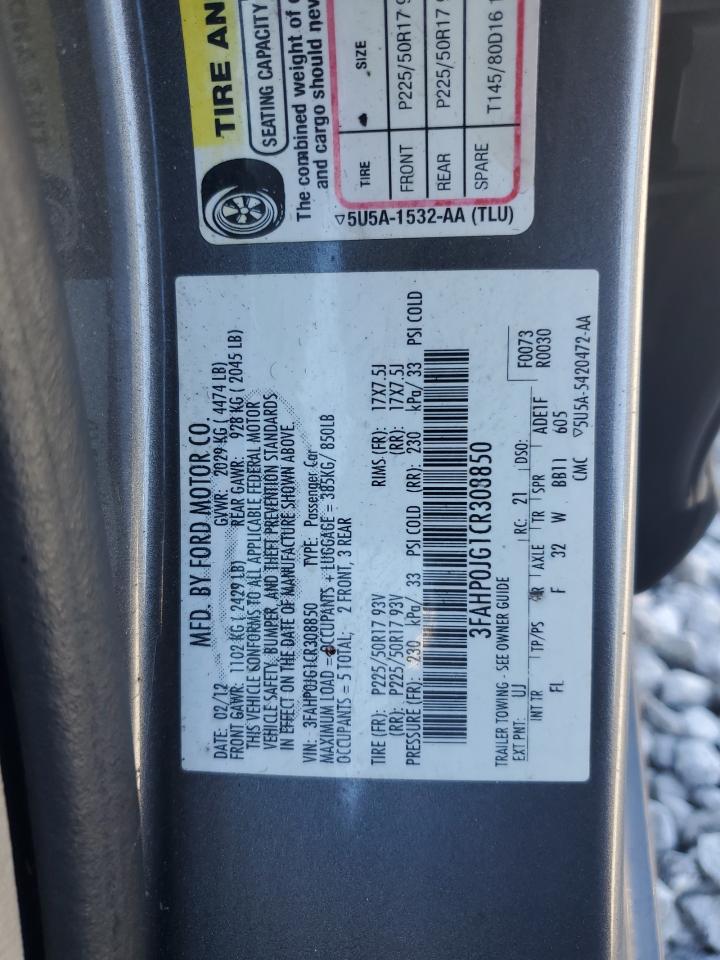 TIRE AN
SEATING CAPACITY
The combined weight of
and cargo should nev
TIRE SIZE
FRONT P225/50R17 9
REAR P225/50R17 9
SPARE T145/80D16 1
▽5U5A-1532-AA (TLU)
MFD. BY FORD MOTOR CO.
DATE: 02/12 GVWR: 2029 KG ( 4474 LB)
FRONT GAWR: 1102 KG ( 2429 LB) REAR GAWR: 928 KG ( 2045 LB)
THIS VEHICLE CONFORMS TO ALL APPLICABLE FEDERAL MOTOR
VEHICLE SAFETY, BUMPER, AND THEFT PREVENTION STANDARDS
IN EFFECT ON THE DATE OF MANUFACTURE SHOWN ABOVE.
VIN: 3FAHP0JG1CR308850 TYPE: Passenger Car
MAXIMUM LOAD = OCCUPANTS + LUGGAGE = 385KG/ 850LB
OCCUPANTS = 5 TOTAL; 2 FRONT, 3 REAR
TIRE (FR): P225/50R17 93V RIMS (FR): 17X7.5J
(RR): P225/50R17 93V (RR): 17X7.5J
PRESSURE (FR): 230 kPa/ 33 PSI COLD (RR): 230 kPa/ 33 PSI COLD
3FAHP0JG1CR308850
TRAILER TOWING - SEE OWNER GUIDE
EXT PNT: UJ RC: 21 DSO: F0073
R0030
INT TR TP/PS R AXLE TR SPR ADE1F
FL F 32 W BB11 605
CMC ▽5U5A-5420472-AA